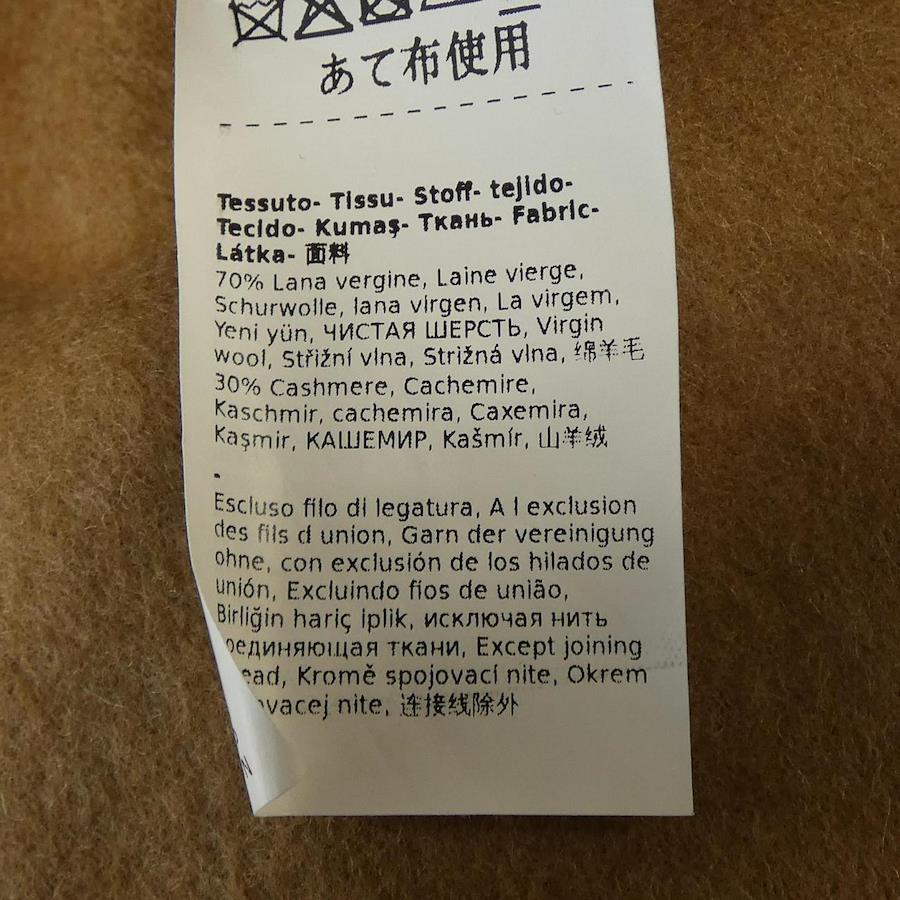 あて布使用
Tessuto- Tissu- Stoff- tejido-
Tecido- Kumaş- Ткань- Fabric-
Látka- 面料
70% Lana vergine, Laine vierge,
Schurwolle, lana virgen, La virgem,
Yeni yün, ЧИСТАЯ ШЕРСТЬ, Virgin
wool, Střižní vlna, Strižná vlna, 绵羊毛
30% Cashmere, Cachemire,
Kaschmir, cachemira, Caxemira,
Kaşmir, КАШЕМИР, Kašmír, 山羊绒
-
Escluso filo di legatura, A l exclusion
des fils d union, Garn der vereinigung
ohne, con exclusión de los hilados de
unión, Excluindo fios de união,
Birliğin hariç iplik, исключая нить
оединяющая ткани, Except joining
ead, Kromě spojovací nite, Okrem
ovacej nite, 连接线除外